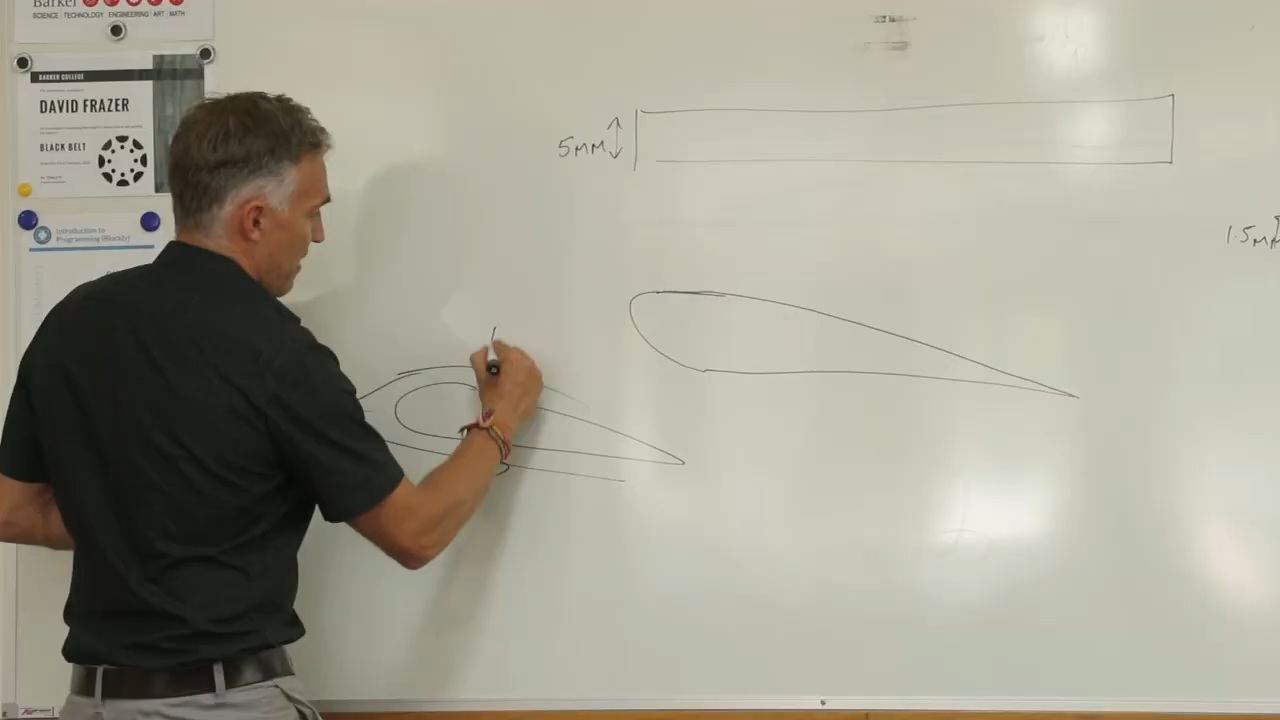 Barker
SCIENCE TECHNOLOGY ENGINEERING ART MATH
BARKER COLLEGE
DAVID FRAZER
BLACK BELT
Introduction to
Programming (Blockly)
5MM
1.5MM